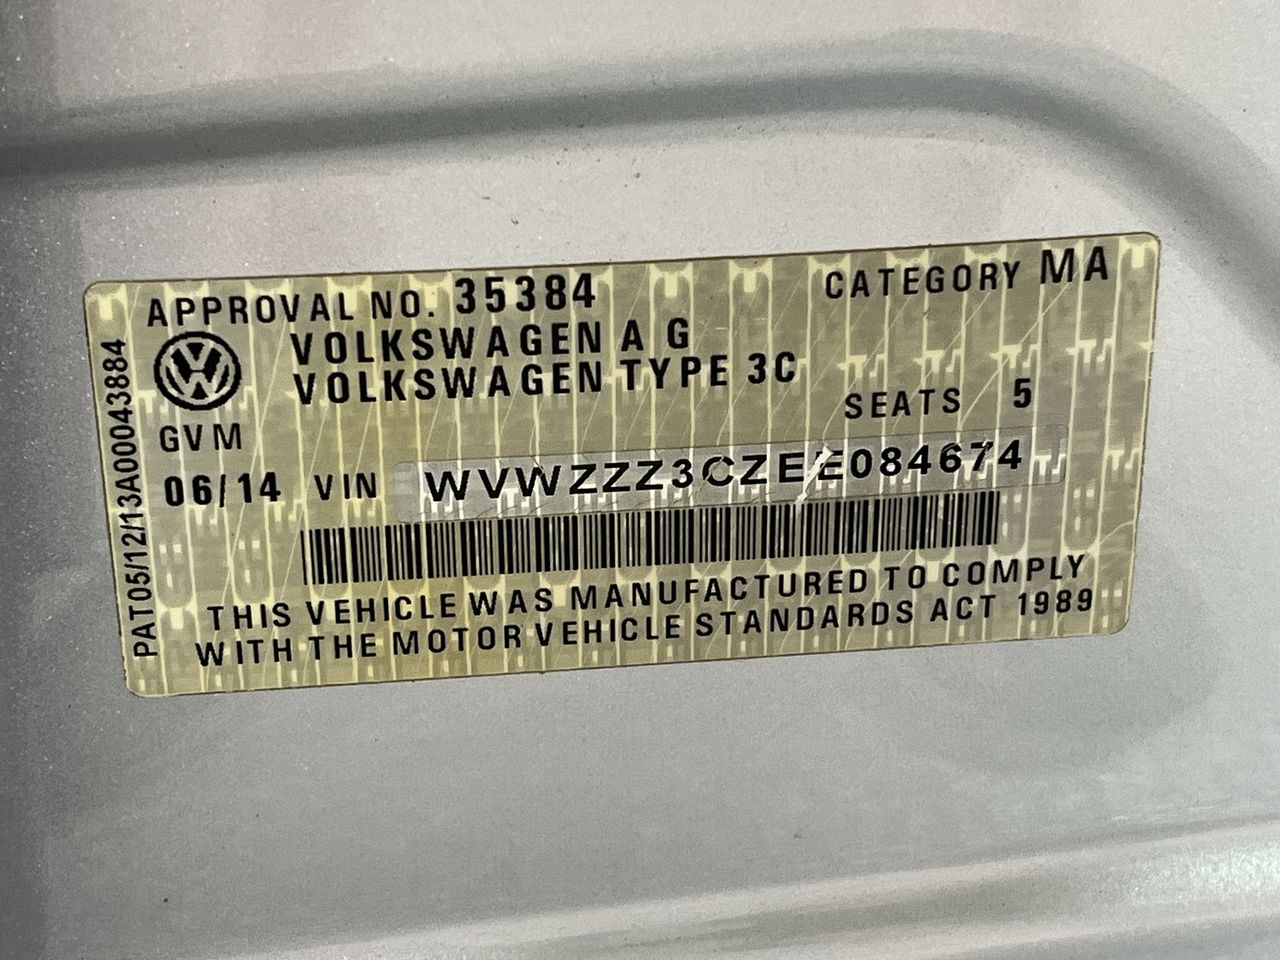 APPROVAL NO. 35384 CATEGORY MA
VOLKSWAGEN A G
VOLKSWAGEN TYPE 3C
SEATS 5
GVM
06/14 VIN WVWZZZ3CZEE084674
THIS VEHICLE WAS MANUFACTURED TO COMPLY
WITH THE MOTOR VEHICLE STANDARDS ACT 1989
PAT05/12/13A00043884